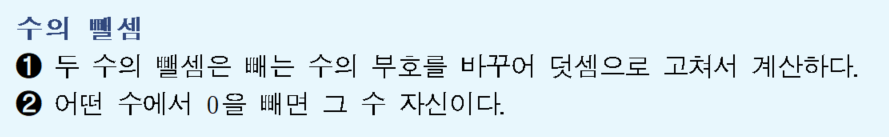 수의 뺄셈
❶ 두 수의 뺄셈은 빼는 수의 부호를 바꾸어 덧셈으로 고쳐서 계산하다.
❷ 어떤 수에서 0을 빼면 그 수 자신이다.